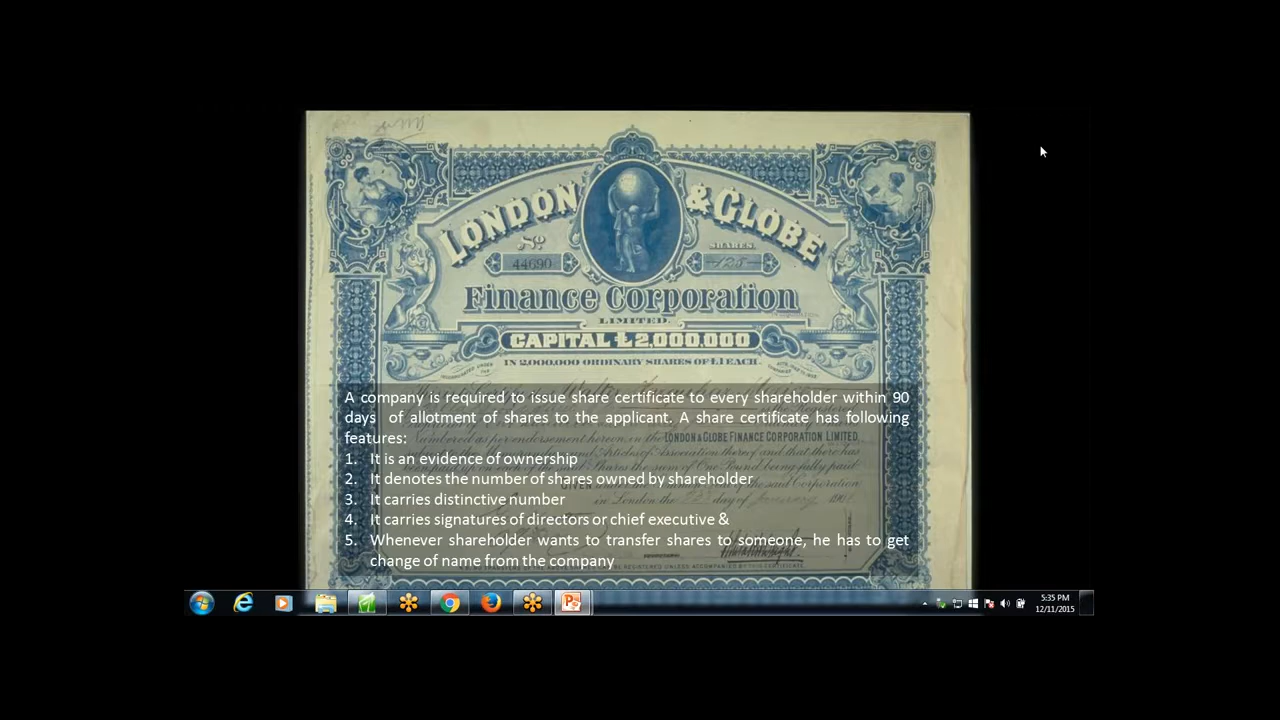 LONDON & GLOBE
No. SHARES
44690 125
Finance Corporation
LIMITED.
CAPITAL £2,000,000
IN 2,000,000 ORDINARY SHARES OF £1 EACH.
A company is required to issue share certificate to every shareholder within 90
days of allotment of shares to the applicant. A share certificate has following
features:
LONDON & GLOBE FINANCE CORPORATION LIMITED,
1. It is an evidence of ownership
2. It denotes the number of shares owned by shareholder
3. It carries distinctive number
4. It carries signatures of directors or chief executive &
5. Whenever shareholder wants to transfer shares to someone, he has to get
change of name from the company
5:35 PM
12/11/2015